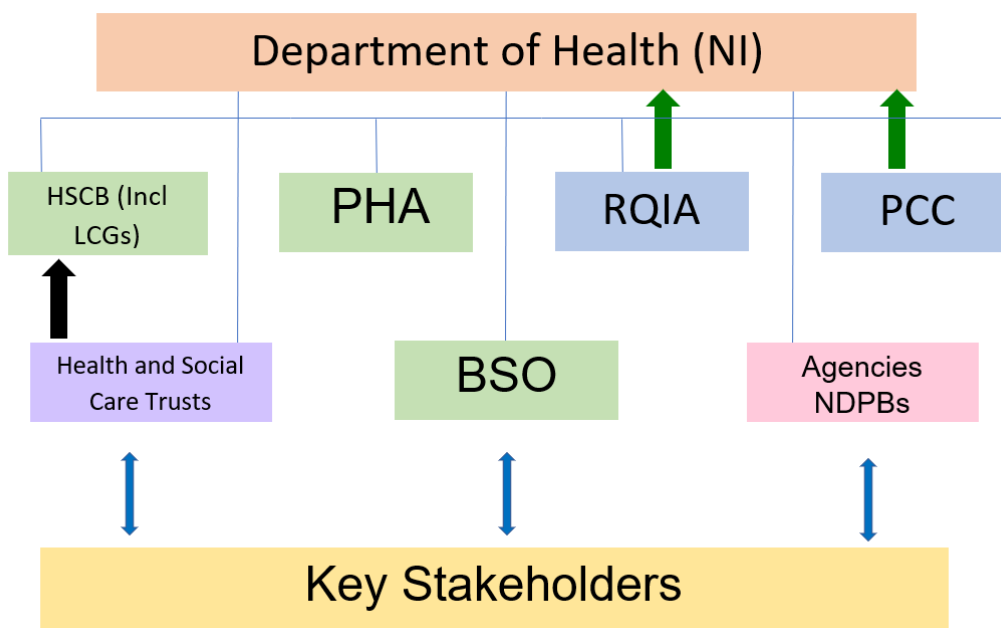 Department of Health (NI)
HSCB (Incl
LCGs)
PHA
RQIA
PCC
Health and Social
Care Trusts
BSO
Agencies
NDPBs
Key Stakeholders